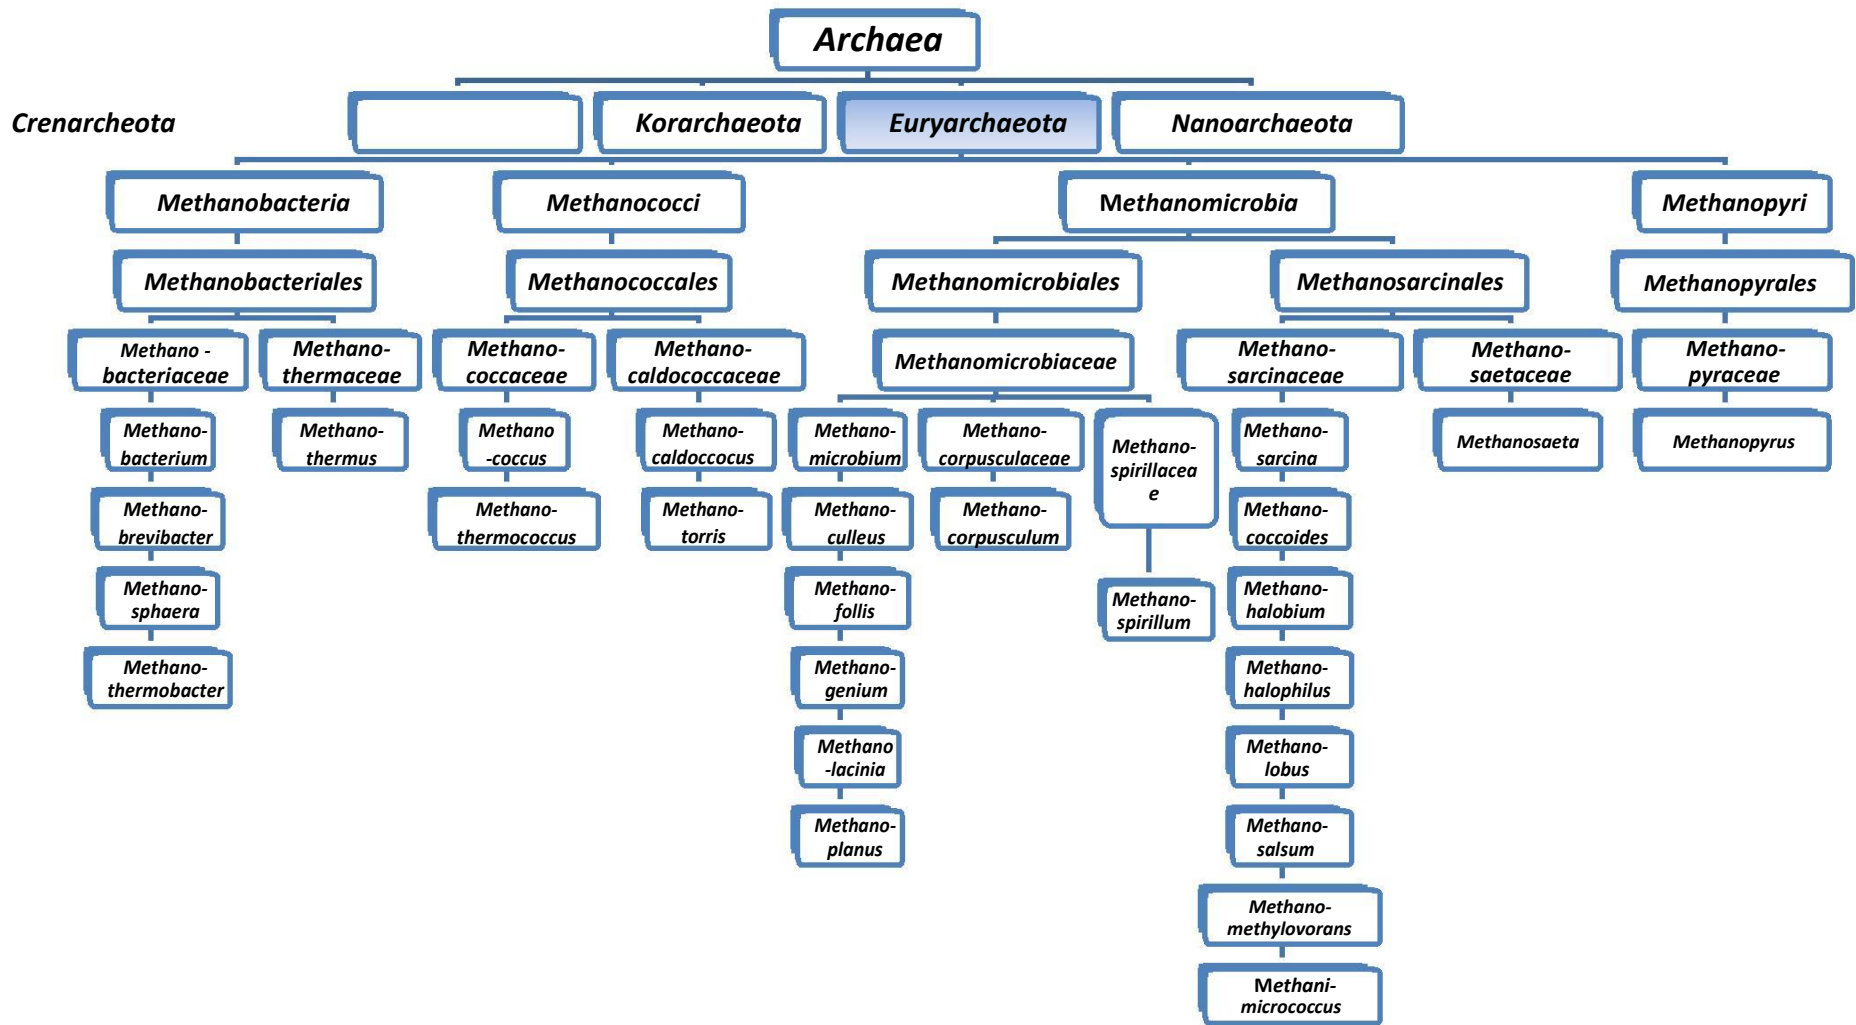 Archaea
Crenarcheota
Korarchaeota
Euryarchaeota
Nanoarchaeota
Methanobacteria
Methanococi
Methanomicrobia
Methanopyri
Methanobacteriales
Methanococcales
Methanomicrobiales
Methanosarcinales
Methanopyrales
Methano -
bacteriaceae
Methano-
thermaceae
Methano-
coccaceae
Methano-
caldococcaceae
Methanomicrobiaceae
Methano-
sarcinaceae
Methano-
saetaceae
Methano-
pyraceae
Methano-
bacterium
Methano-
thermus
Methano
-coccus
Methano-
caldoccocus
Methano-
microbium
Methano-
corpusculaceae
Methano-
spirillacea
e
Methano-
sarcina
Methanosaeta
Methanopyrus
Methano-
brevibacter
Methano-
thermococcus
Methano-
torris
Methano-
culleus
Methano-
corpusculum
Methano-
coccoides
Methano-
sphaera
Methano-
follis
Methano-
spirillum
Methano-
halobium
Methano-
thermobacter
Methano-
genium
Methano-
halophilus
Methano
-lacinia
Methano-
lobus
Methano-
planus
Methano-
salsum
Methano-
methylovorans
Methani-
micrococcus